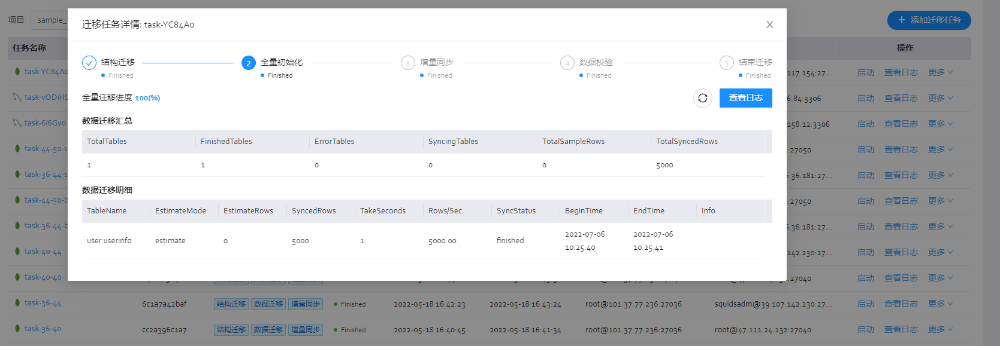 项目 sample_
添加迁移任务
迁移任务详情: task-YC84A0
任务名称
操作
结构迁移
Finished
2 全量初始化
Finished
3 增量同步
Finished
4 数据校验
Finished
5 结束迁移
Finished
task-YC84A0
117.154:27... 启动 查看日志 更多
全量迁移进度 100(%)
查看日志
task-vODiHS
6.84:3306 启动 查看日志 更多
数据迁移汇总
task-6i6Gyo
158.12:3306 启动 查看日志 更多
TotalTables FinishedTables ErrorTables SyncingTables TotalSampleRows TotalSyncedRows
1 1 0 0 0 5000
task-44-50-s
:27050 启动 查看日志 更多
task-36-44-s
.36.181:27... 启动 查看日志 更多
数据迁移明细
task-44-50-b
:27050 启动 查看日志 更多
TableName EstimateMode EstimateRows SyncedRows TakeSeconds Rows/Sec SyncStatus BeginTime EndTime Info
user.userinfo estimate 0 5000 1 5000.00 finished 2022-07-06 10:25:40 2022-07-06 10:25:41
task-36-44-b
.36.181:27... 启动 查看日志 更多
task-40-44
142.230:27... 启动 查看日志 更多
task-40-40
:27040 启动 查看日志 更多
task-36-44 6c1a7a42baf 结构迁移 数据迁移 增量同步 Finished 2022-05-18 16:42:23 2022-05-18 16:43:24 root@101.37.77.236:27036 squidsadm@39.107.142.230:27... 启动 查看日志 更多
task-36-40 cc2a396c1a7 结构迁移 数据迁移 增量同步 Finished 2022-05-18 16:40:45 2022-05-18 16:41:34 root@101.37.77.236:27036 root@47.111.24.132:27040 启动 查看日志 更多